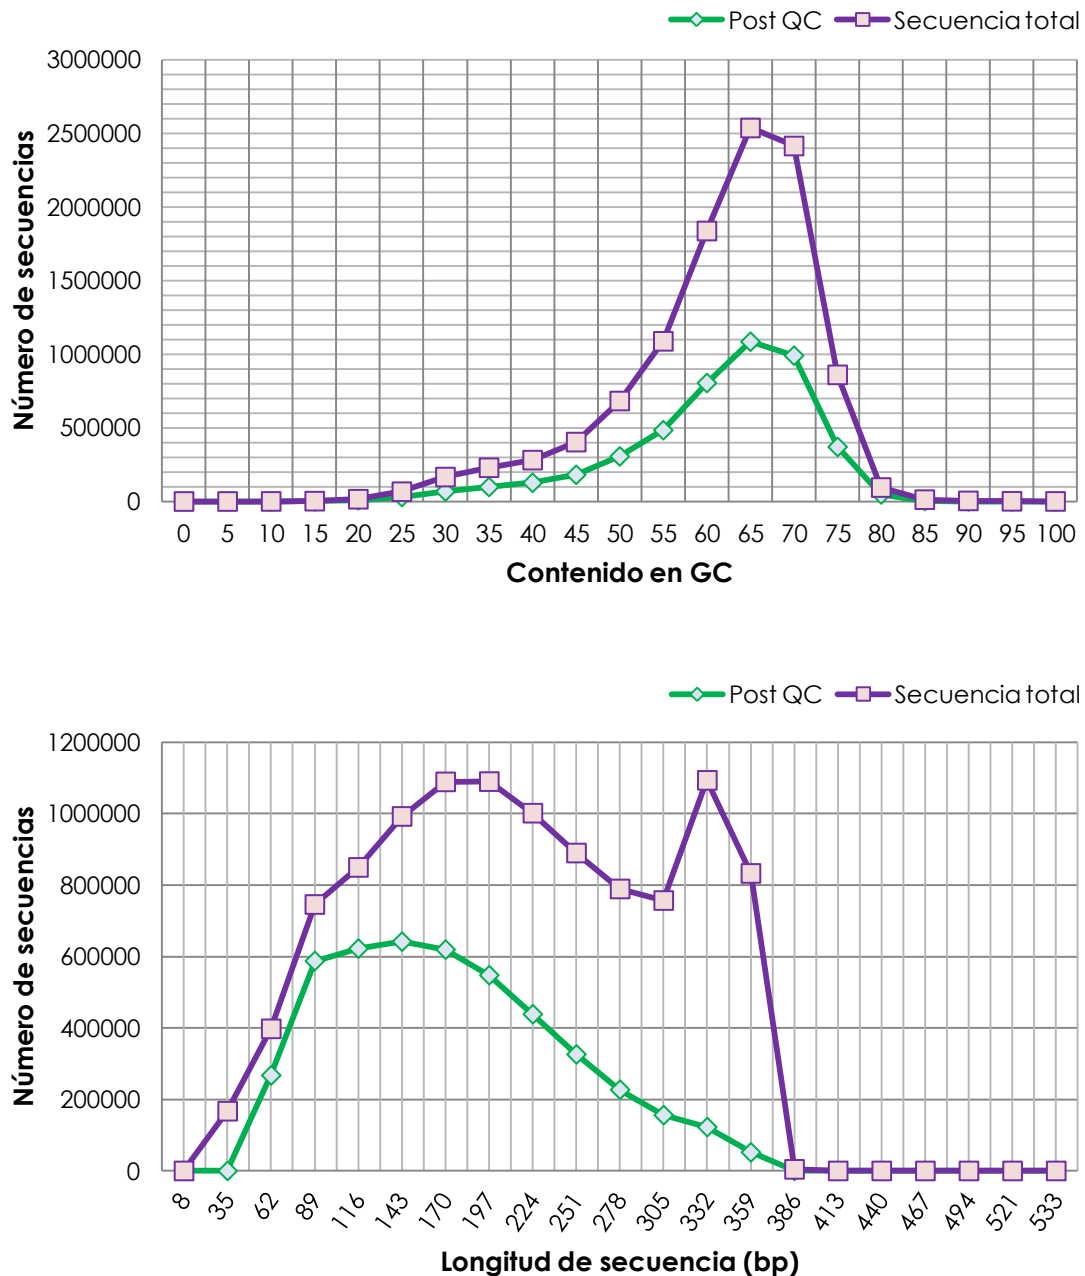 Post QC Secuencia total
3000000
2500000
2000000
1500000
1000000
500000
0
Número de secuencias
0 5 10 15 20 25 30 35 40 45 50 55 60 65 70 75 80 85 90 95 100
Contenido en GC
Post QC Secuencia total
1200000
1000000
800000
600000
400000
200000
0
Número de secuencias
8 35 62 89 116 143 170 197 224 251 278 305 332 359 386 413 440 467 494 521 533
Longitud de secuencia (bp)